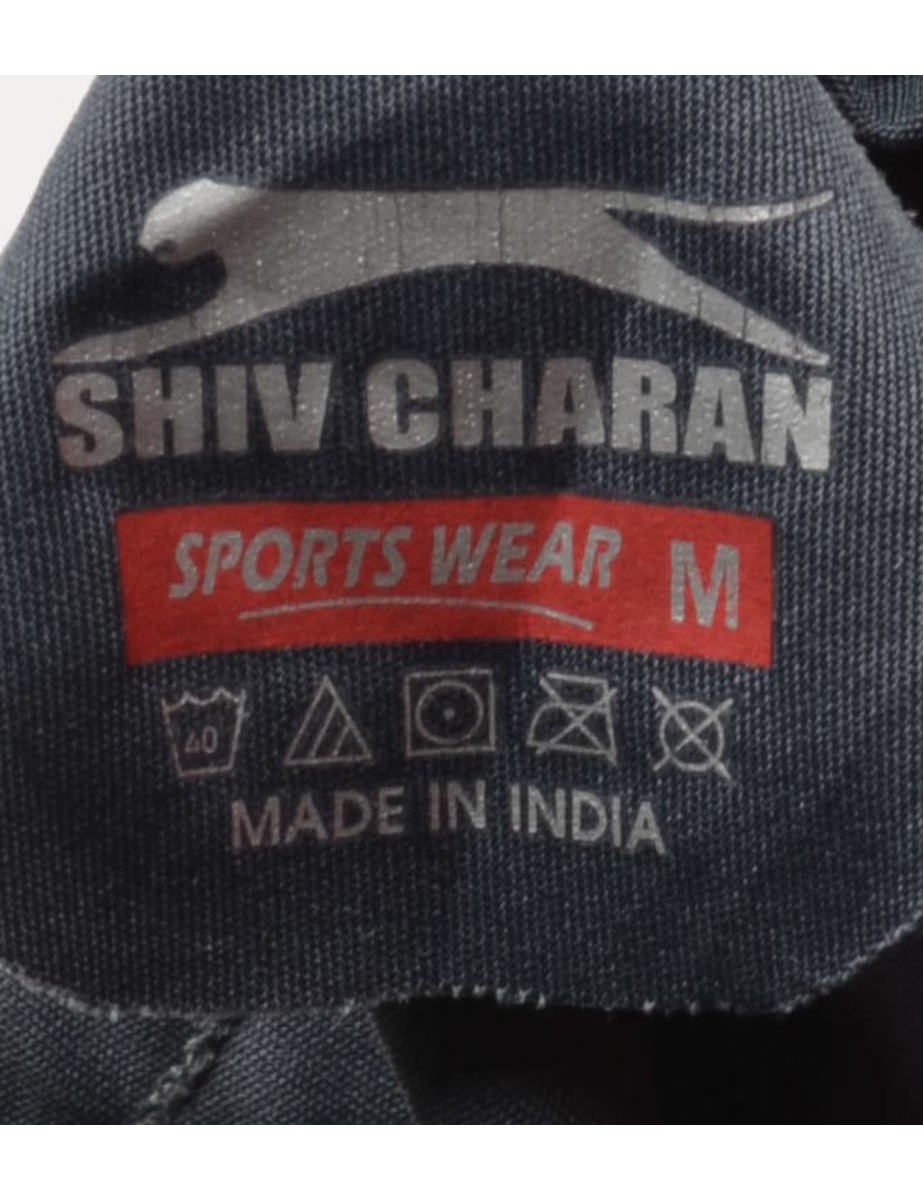 SHIV CHARAN
SPORTS WEAR M
40
MADE IN INDIA